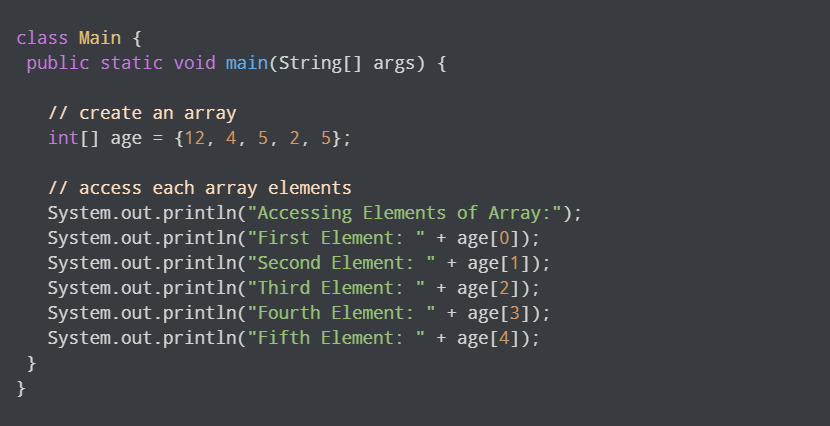 class Main {
 public static void main(String[] args) {
   // create an array
   int[] age = {12, 4, 5, 2, 5};
   // access each array elements
   System.out.println("Accessing Elements of Array:");
   System.out.println("First Element: " + age[0]);
   System.out.println("Second Element: " + age[1]);
   System.out.println("Third Element: " + age[2]);
   System.out.println("Fourth Element: " + age[3]);
   System.out.println("Fifth Element: " + age[4]);
 }
}